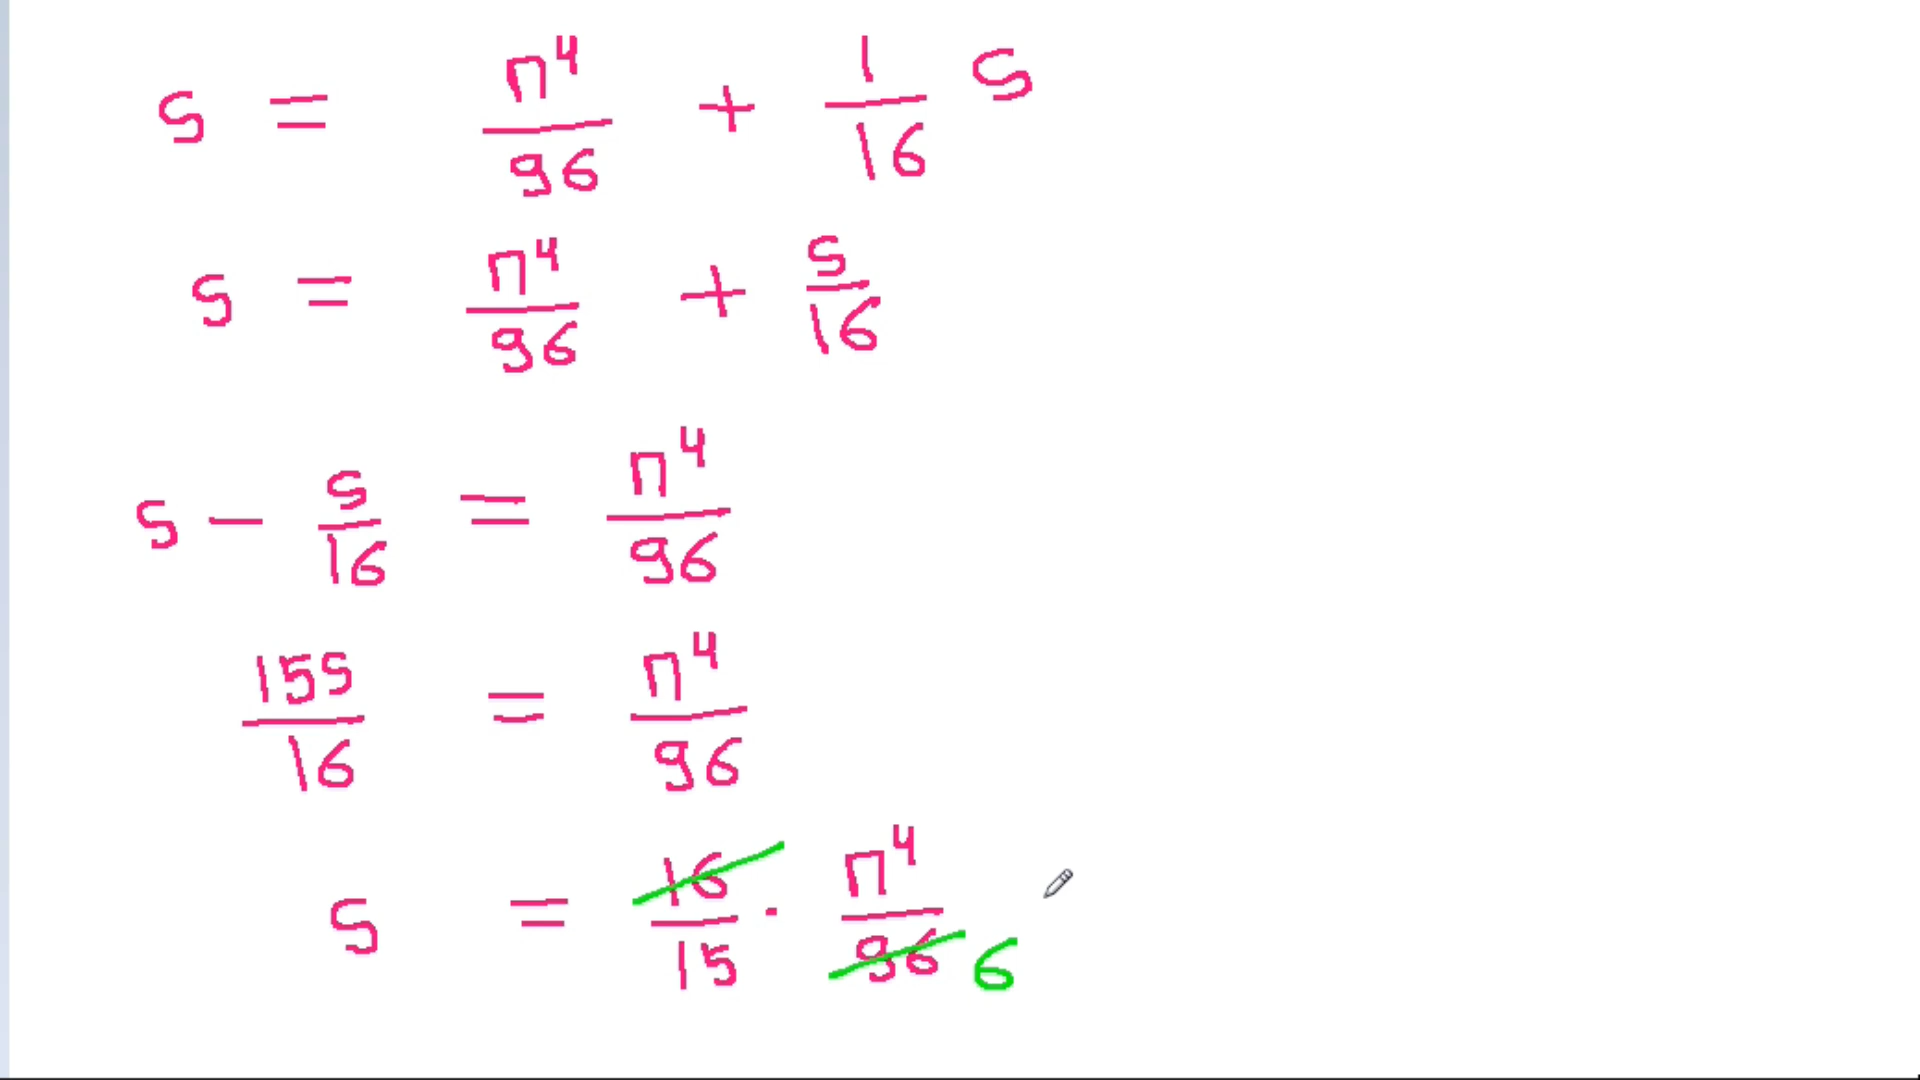 S = π⁴/96 + 1/16 S
S = π⁴/96 + S/16
S - S/16 = π⁴/96
15S/16 = π⁴/96
S = 16/15 · π⁴/96 6